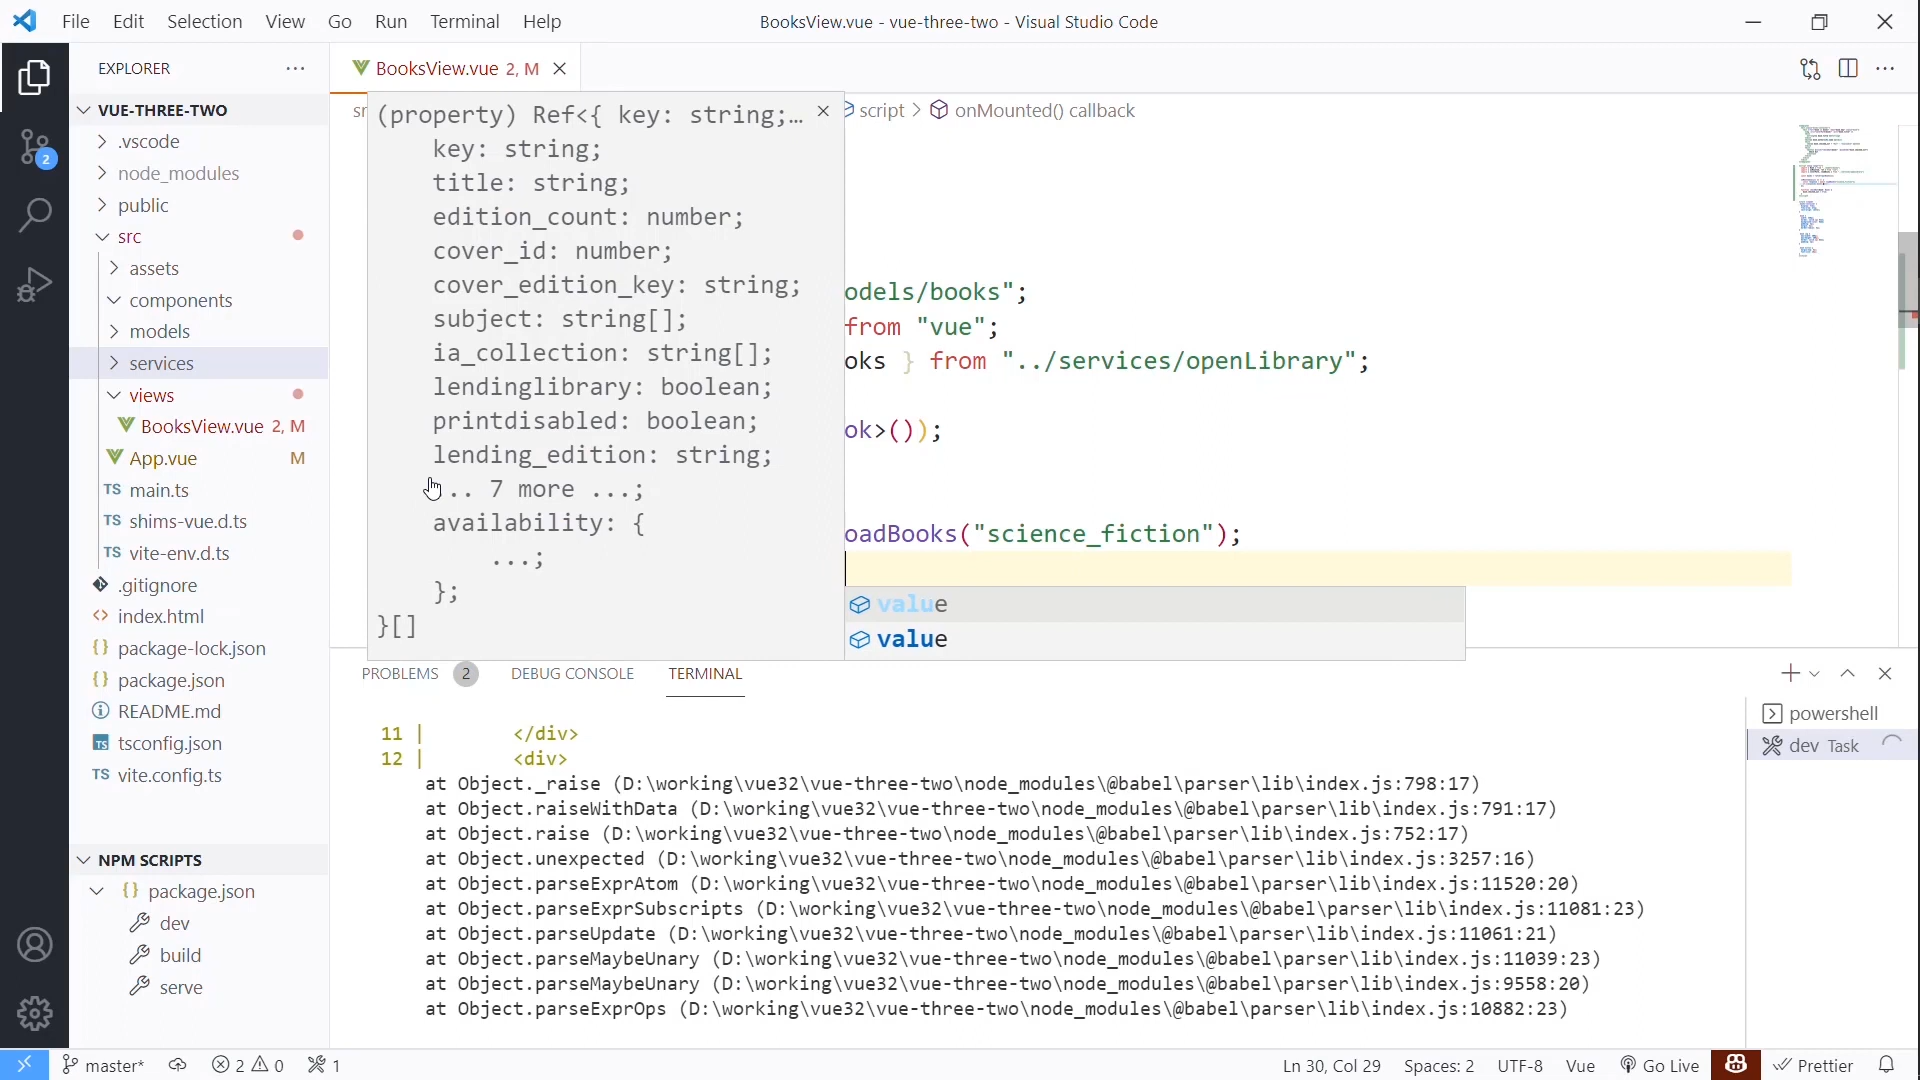 File Edit Selection View Go Run Terminal Help
BooksView.vue - vue-three-two - Visual Studio Code
EXPLORER
VUE-THREE-TWO
.vscode
node_modules
public
src
assets
components
models
services
views
BooksView.vue 2, M
App.vue M
TS main.ts
TS shims-vue.d.ts
TS vite-env.d.ts
.gitignore
index.html
package-lock.json
package.json
README.md
tsconfig.json
TS vite.config.ts
NPM SCRIPTS
package.json
dev
build
serve
2
BooksView.vue 2, M
script > onMounted() callback
(property) Ref<{ key: string;…
key: string;
title: string;
edition_count: number;
cover_id: number;
cover_edition_key: string;
subject: string[];
ia_collection: string[];
lendinglibrary: boolean;
printdisabled: boolean;
lending_edition: string;
.. 7 more ...;
availability: {
...;
};
}[]
odels/books";
from "vue";
oks } from "../services/openLibrary";
ok>());
oadBooks("science_fiction");
value
value
PROBLEMS 2 DEBUG CONSOLE TERMINAL
11 | </div>
12 | <div>
at Object._raise (D:\working\vue32\vue-three-two\node_modules\@babel\parser\lib\index.js:798:17)
at Object.raiseWithData (D:\working\vue32\vue-three-two\node_modules\@babel\parser\lib\index.js:791:17)
at Object.raise (D:\working\vue32\vue-three-two\node_modules\@babel\parser\lib\index.js:752:17)
at Object.unexpected (D:\working\vue32\vue-three-two\node_modules\@babel\parser\lib\index.js:3257:16)
at Object.parseExprAtom (D:\working\vue32\vue-three-two\node_modules\@babel\parser\lib\index.js:11520:20)
at Object.parseExprSubscripts (D:\working\vue32\vue-three-two\node_modules\@babel\parser\lib\index.js:11081:23)
at Object.parseUpdate (D:\working\vue32\vue-three-two\node_modules\@babel\parser\lib\index.js:11061:21)
at Object.parseMaybeUnary (D:\working\vue32\vue-three-two\node_modules\@babel\parser\lib\index.js:11039:23)
at Object.parseMaybeUnary (D:\working\vue32\vue-three-two\node_modules\@babel\parser\lib\index.js:9558:20)
at Object.parseExprOps (D:\working\vue32\vue-three-two\node_modules\@babel\parser\lib\index.js:10882:23)
powershell
dev Task
master* 2 0 1
Ln 30, Col 29 Spaces: 2 UTF-8 Vue Go Live Prettier